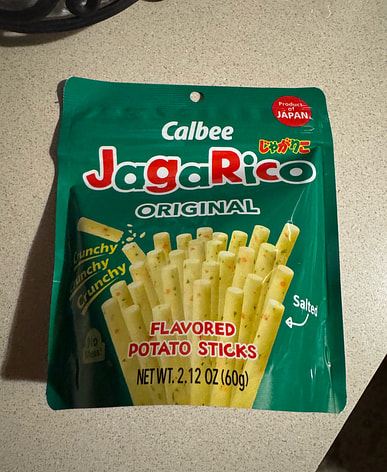 Product
of
JAPAN
Calbee
じゃがりこ
JagaRico
ORIGINAL
Crunchy
Crunchy
Crunchy
Salted
FLAVORED
POTATO STICKS
NET WT. 2.12 OZ (60g)